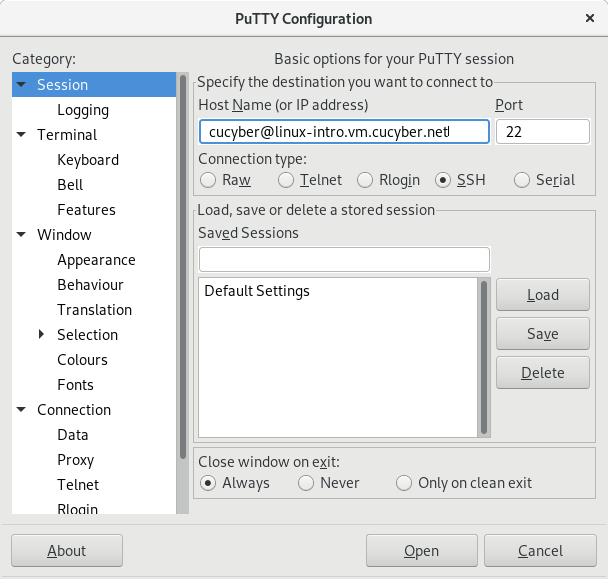 PuTTY Configuration
Category:
Session
Logging
Terminal
Keyboard
Bell
Features
Window
Appearance
Behaviour
Translation
Selection
Colours
Fonts
Connection
Data
Proxy
Telnet
Rlogin
Basic options for your PuTTY session
Specify the destination you want to connect to
Host Name (or IP address) Port
cucyber@linux-intro.vm.cucyber.net 22
Connection type:
Raw Telnet Rlogin SSH Serial
Load, save or delete a stored session
Saved Sessions
Default Settings
Load
Save
Delete
Close window on exit:
Always Never Only on clean exit
About Open Cancel